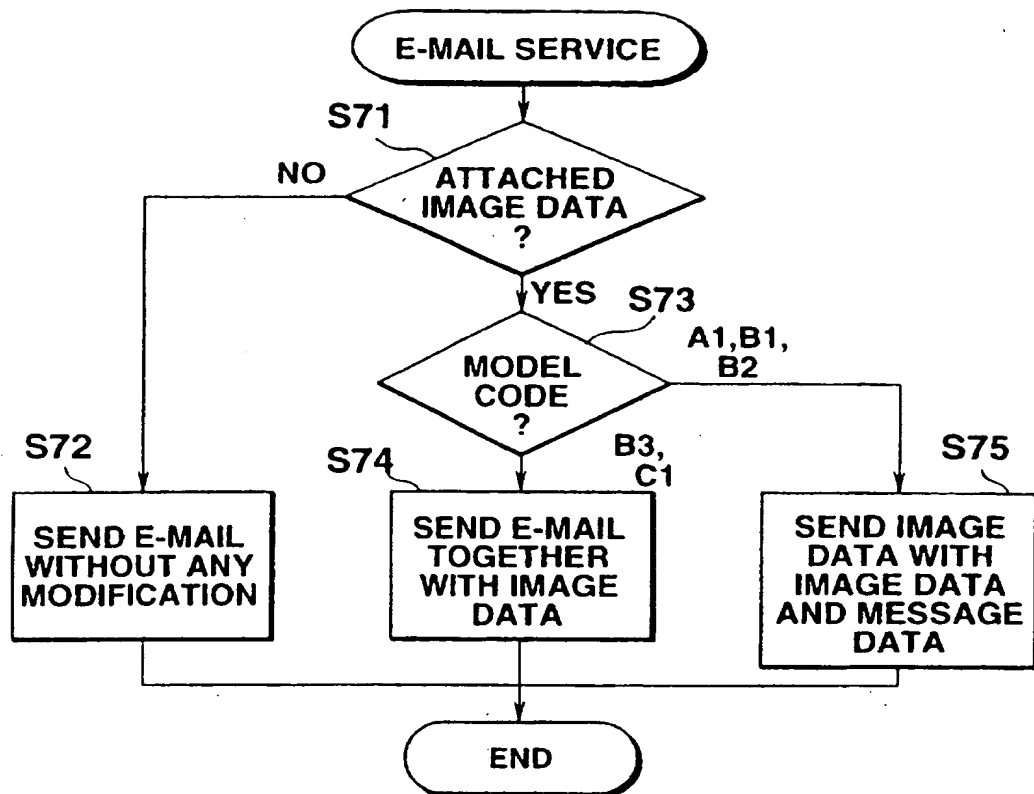 E-MAIL SERVICE
S71
NO
ATTACHED
IMAGE DATA
?
YES
S73
A1,B1,
B2
MODEL
CODE
?
B3,
C1
S72
SEND E-MAIL
WITHOUT ANY
MODIFICATION
S74
SEND E-MAIL
TOGETHER
WITH IMAGE
DATA
S75
SEND IMAGE
DATA WITH
IMAGE DATA
AND MESSAGE
DATA
END